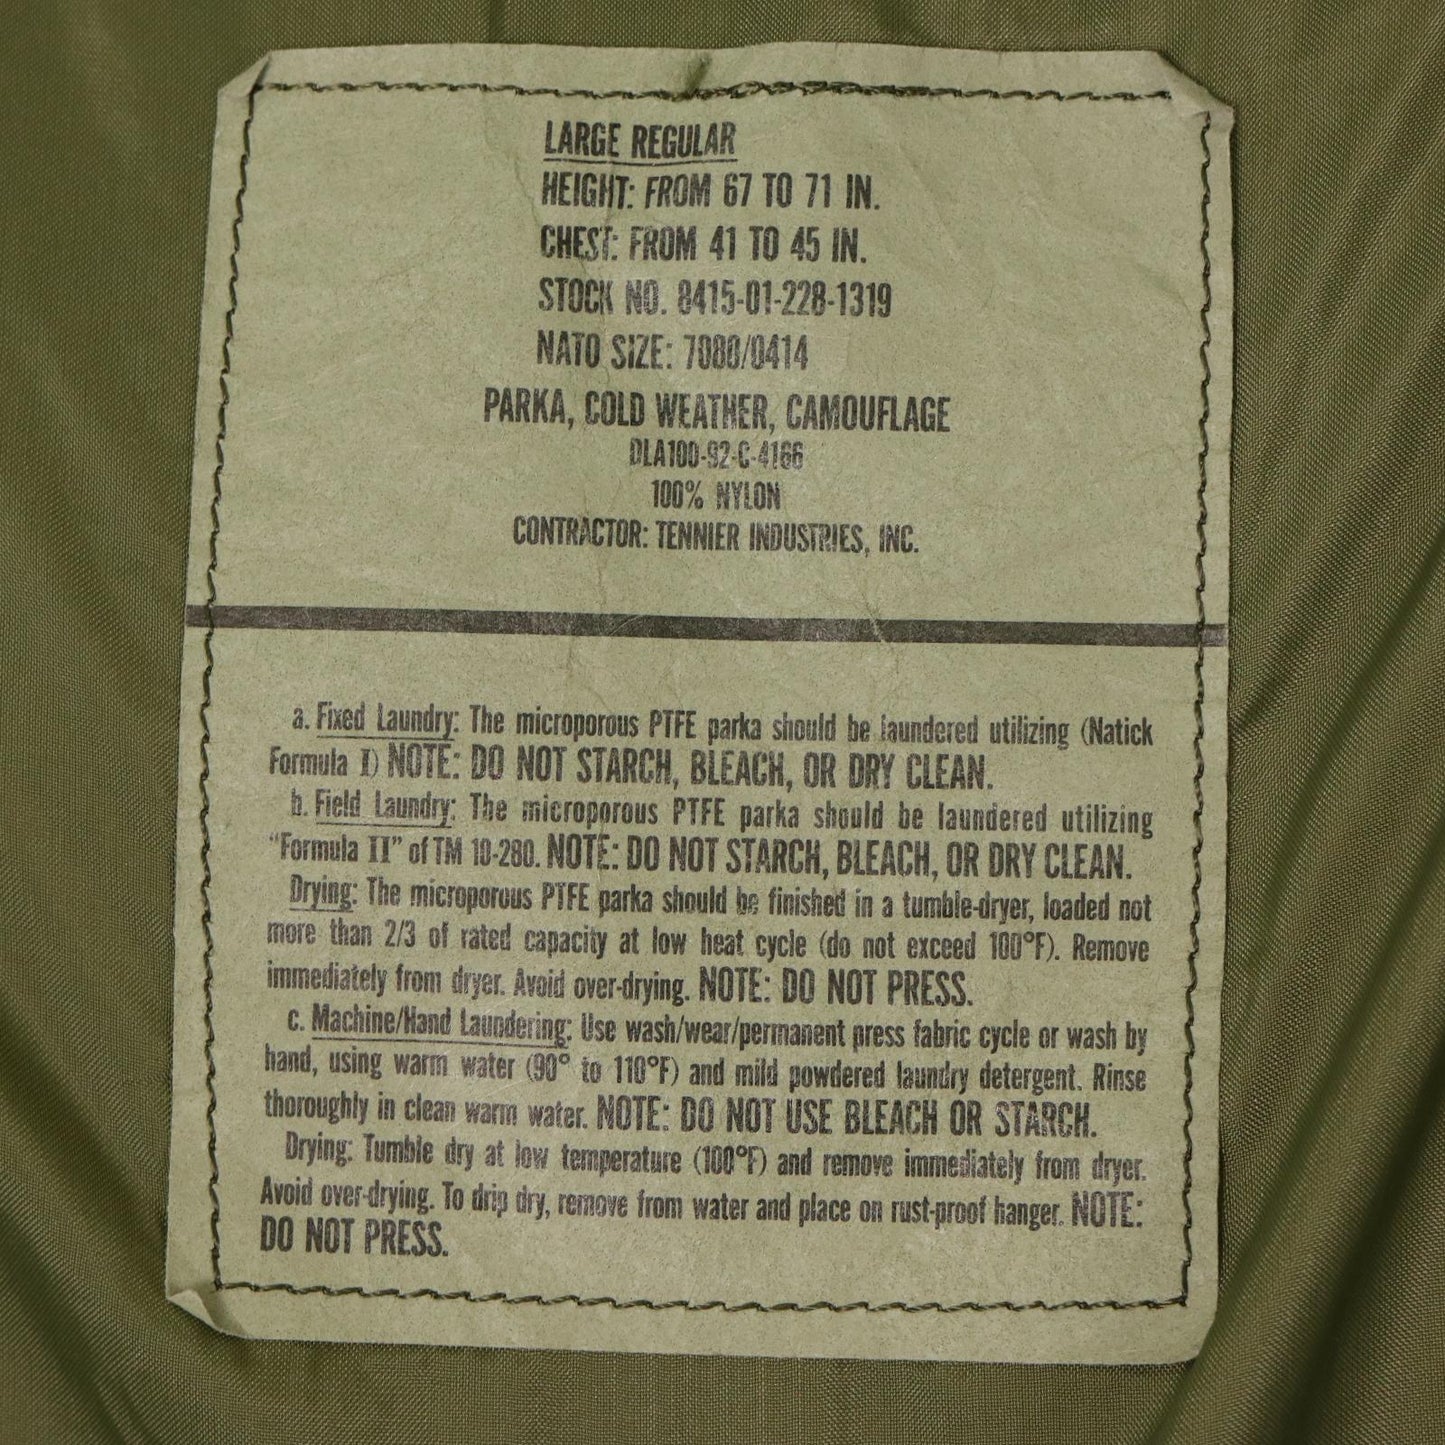 LARGE REGULAR
HEIGHT: FROM 67 TO 71 IN.
CHEST: FROM 41 TO 45 IN.
STOCK NO. 8415-01-228-1319
NATO SIZE: 7080/0414
PARKA, COLD WEATHER, CAMOUFLAGE
DLA100-92-C-4166
100% NYLON
CONTRACTOR: TENNIER INDUSTRIES, INC.
a. Fixed Laundry: The microporous PTFE parka should be laundered utilizing (Natick
Formula I) NOTE: DO NOT STARCH, BLEACH, OR DRY CLEAN.
b. Field Laundry: The microporous PTFE parka should be laundered utilizing
"Formula II" of TM 10-280. NOTE: DO NOT STARCH, BLEACH, OR DRY CLEAN.
Drying: The microporous PTFE parka should be finished in a tumble-dryer, loaded not
more than 2/3 of rated capacity at low heat cycle (do not exceed 100°F). Remove
immediately from dryer. Avoid over-drying. NOTE: DO NOT PRESS.
c. Machine/Hand Laundering: Use wash/wear/permanent press fabric cycle or wash by
hand, using warm water (90° to 110°F) and mild powdered laundry detergent. Rinse
thoroughly in clean warm water. NOTE: DO NOT USE BLEACH OR STARCH.
Drying: Tumble dry at low temperature (100°F) and remove immediately from dryer.
Avoid over-drying. To drip dry, remove from water and place on rust-proof hanger. NOTE:
DO NOT PRESS.